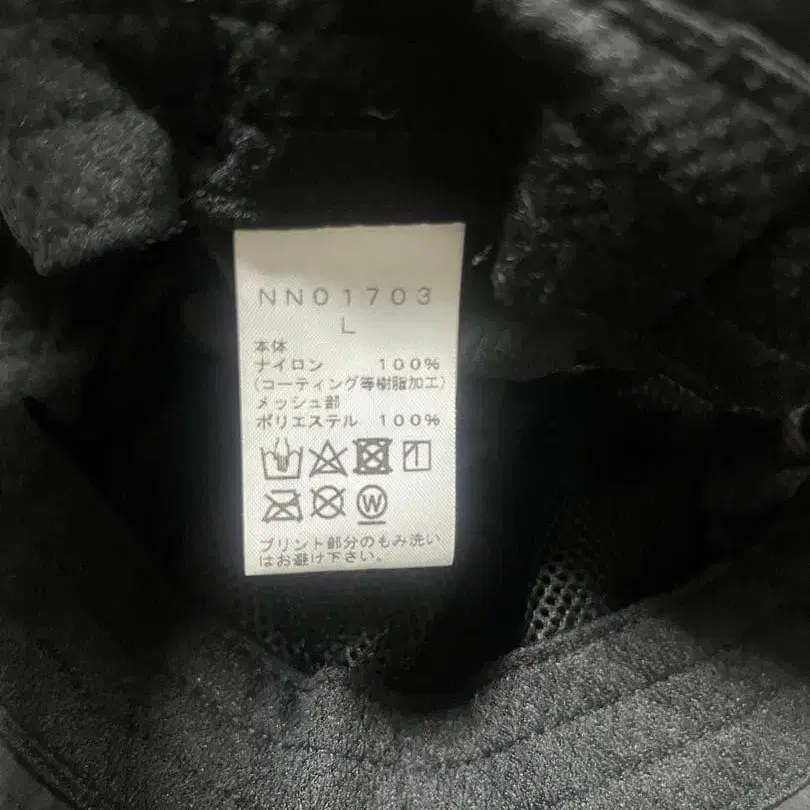 NN01703
L
本体
ナイロン 100%
(コーティング等樹脂加工)
メッシュ部
ポリエステル 100%
W
プリント部分のもみ洗い
はお避け下さい。